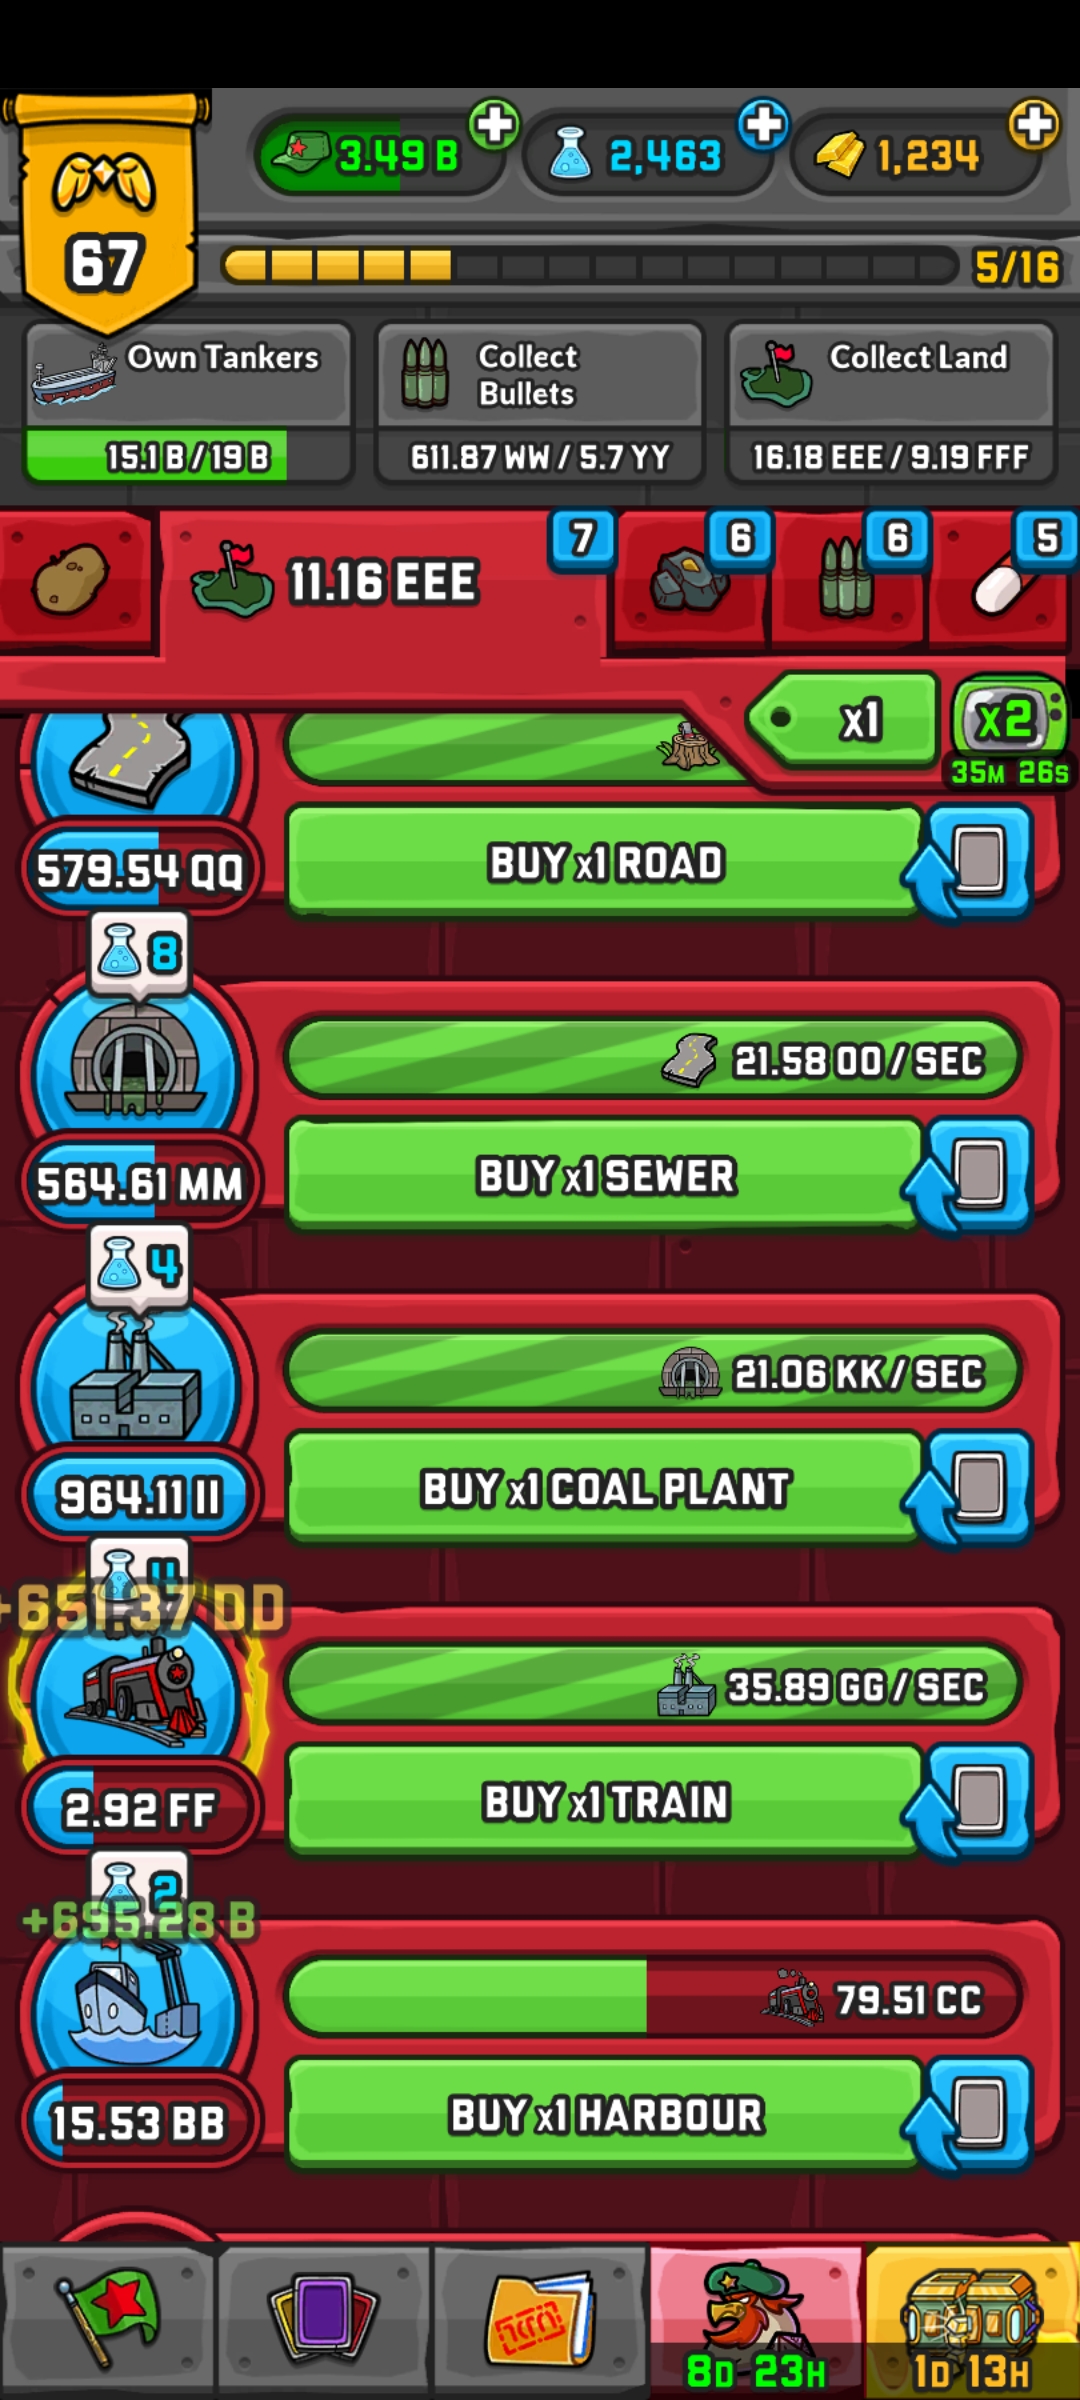 3.49 B
2,463
1,234
67
5/16
Own Tankers
15.1 B / 19 B
Collect
Bullets
611.87 WW / 5.7 YY
Collect Land
16.18 EEE / 9.19 FFF
11.16 EEE
7
6
6
5
x1
x2
35M 26S
BUY x1 ROAD
579.54 QQ
8
21.58 OO / SEC
BUY x1 SEWER
564.61 MM
4
21.06 KK / SEC
BUY x1 COAL PLANT
964.11 II
4
+651.37 DD
35.89 GG / SEC
BUY x1 TRAIN
2.92 FF
2
+695.28 B
79.51 CC
BUY x1 HARBOUR
15.53 BB
8D 23H
1D 13H